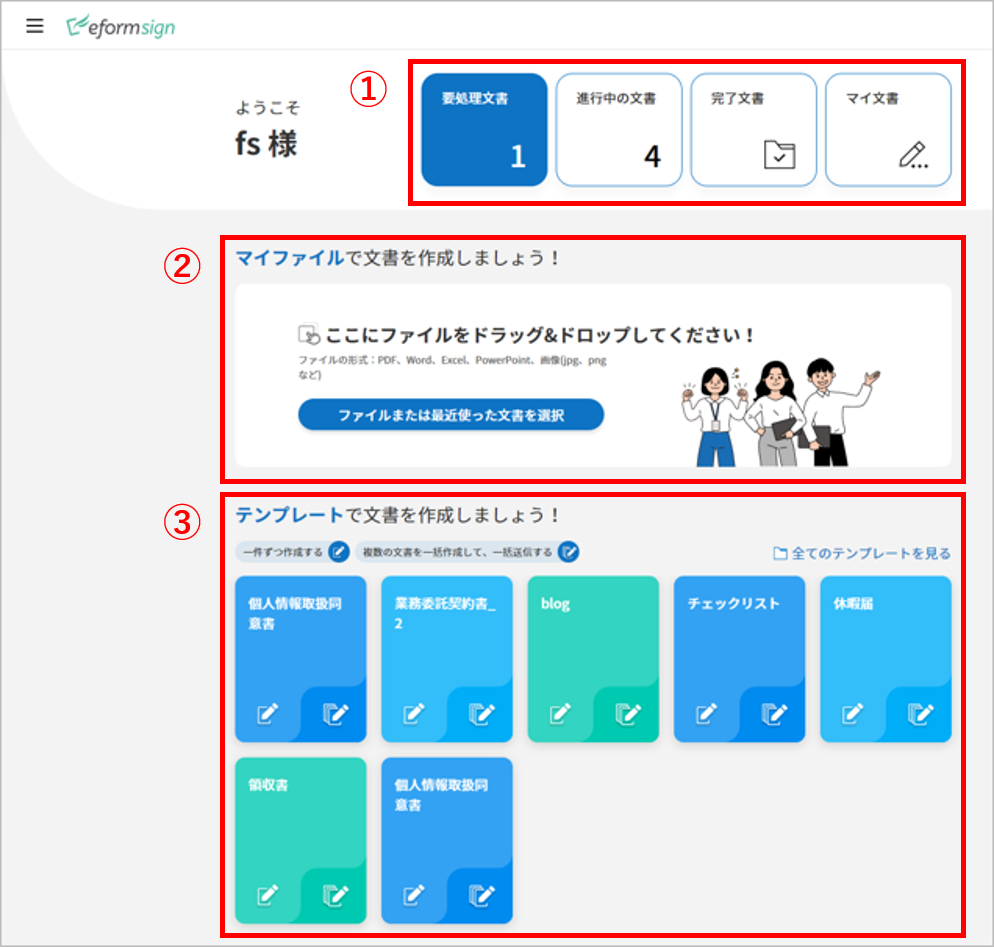 eformsign
ようこそ
fs 様
①
要処理文書
1
進行中の文書
4
完了文書
マイ文書
②
マイファイルで文書を作成しましょう！
ここにファイルをドラッグ&ドロップしてください！
ファイルの形式：PDF、Word、Excel、PowerPoint、画像(jpg、png
など)
ファイルまたは最近使った文書を選択
③
テンプレートで文書を作成しましょう！
一件ずつ作成する
複数の文書を一括作成して、一括送信する
全てのテンプレートを見る
個人情報取扱同
意書
業務委託契約書_
2
blog
チェックリスト
休暇届
領収書
個人情報取扱同
意書